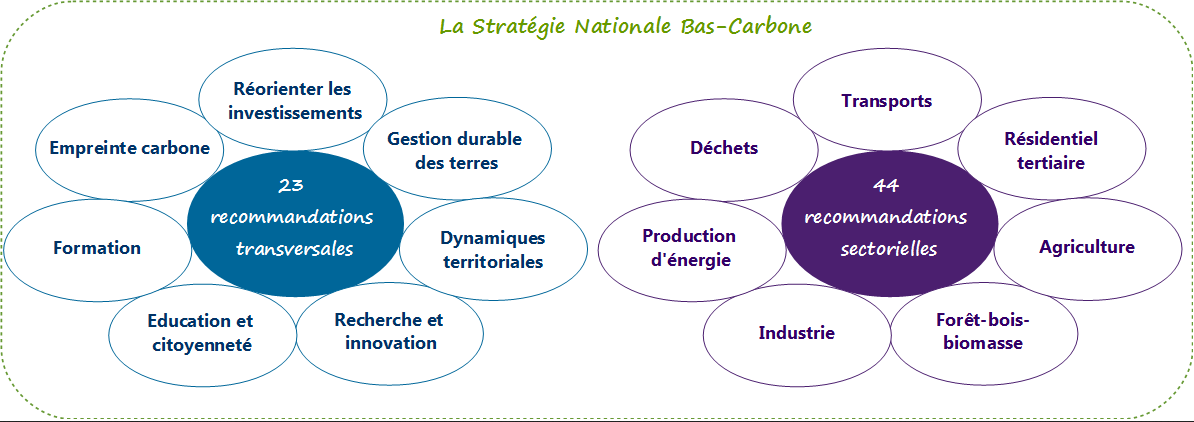 La Stratégie Nationale Bas-Carbone
23
recommandations
transversales
Réorienter les
investissements
Gestion durable
des terres
Dynamiques
territoriales
Recherche et
innovation
Education et
citoyenneté
Formation
Empreinte carbone
44
recommandations
sectorielles
Transports
Résidentiel
tertiaire
Agriculture
Forêt-bois-
biomasse
Industrie
Production
d'énergie
Déchets